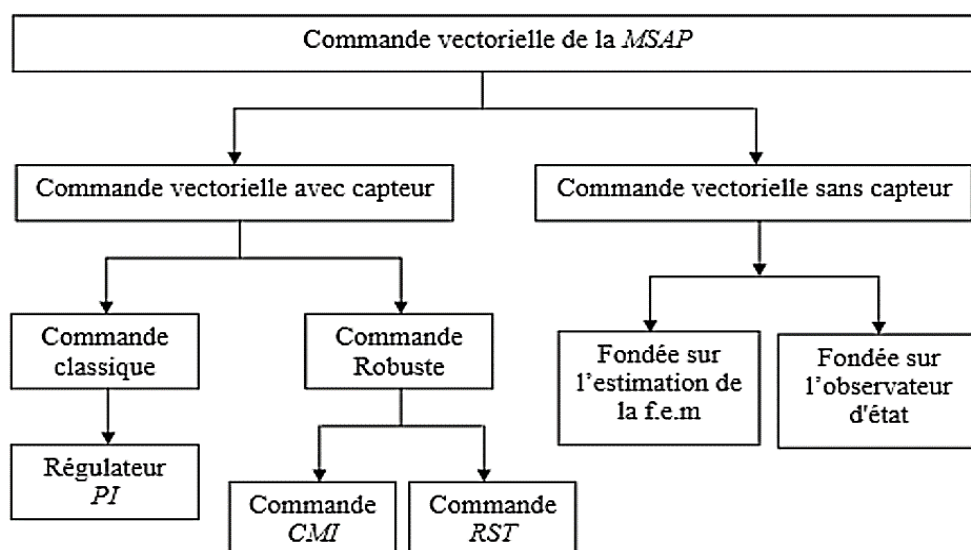 Commande vectorielle de la MSAP
Commande vectorielle avec capteur
Commande vectorielle sans capteur
Commande
classique
Commande
Robuste
Fondée sur
l'estimation de
la f.e.m
Fondée sur
l'observateur
d'état
Régulateur
PI
Commande
CMI
Commande
RST